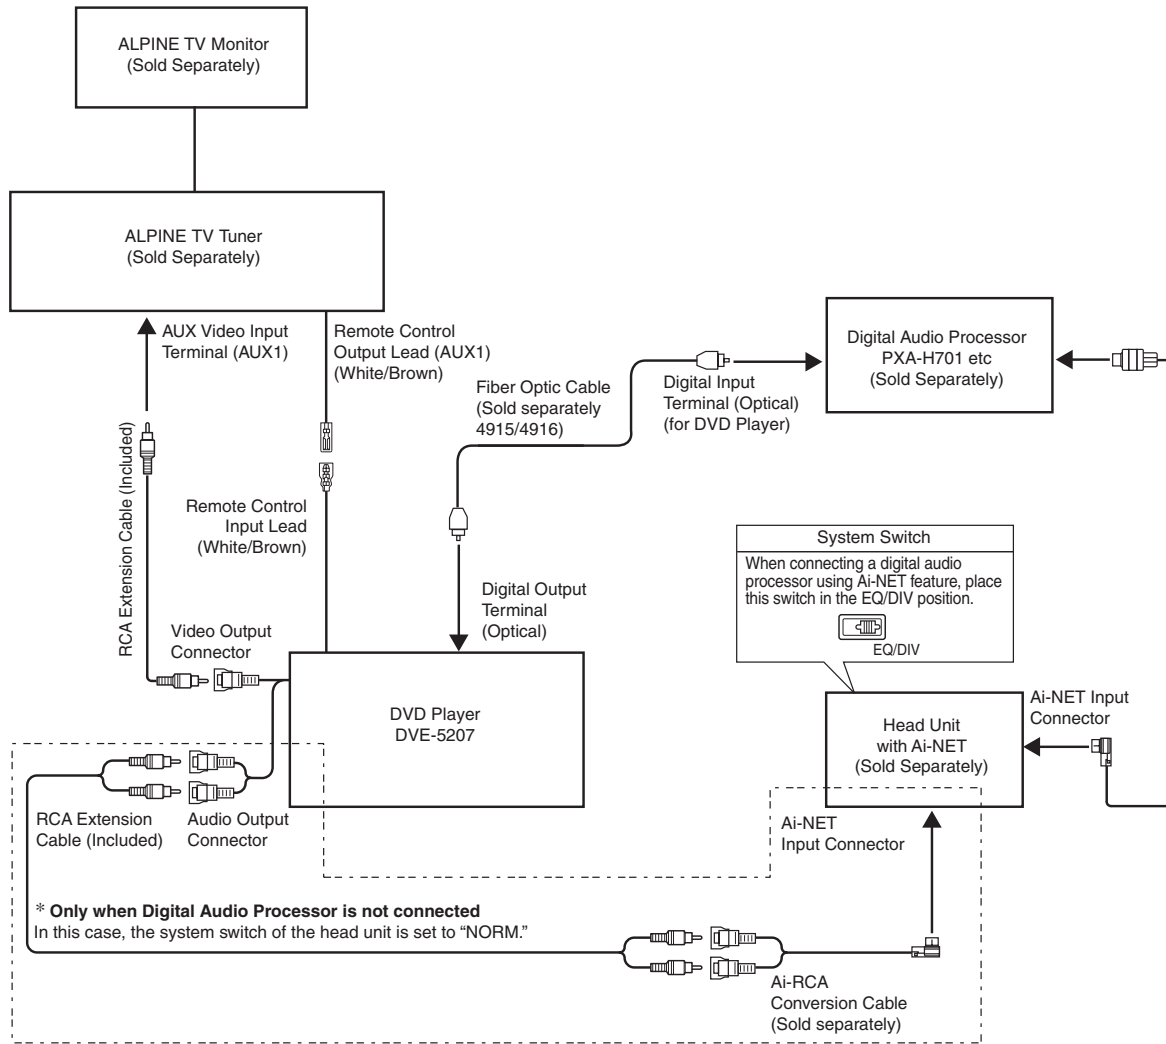 ALPINE TV Monitor
(Sold Separately)
ALPINE TV Tuner
(Sold Separately)
AUX Video Input
Terminal (AUX1)
Remote Control
Output Lead (AUX1)
(White/Brown)
Fiber Optic Cable
(Sold separately
4915/4916)
Digital Input
Terminal (Optical)
(for DVD Player)
Digital Audio Processor
PXA-H701 etc
(Sold Separately)
RCA Extension Cable (Included)
Remote Control
Input Lead
(White/Brown)
Digital Output
Terminal
(Optical)
System Switch
When connecting a digital audio
processor using Ai-NET feature, place
this switch in the EQ/DIV position.
EQ/DIV
Video Output
Connector
DVD Player
DVE-5207
Head Unit
with Ai-NET
(Sold Separately)
Ai-NET Input
Connector
RCA Extension
Cable (Included)
Audio Output
Connector
Ai-NET
Input Connector
* Only when Digital Audio Processor is not connected
In this case, the system switch of the head unit is set to “NORM.”
Ai-RCA
Conversion Cable
(Sold separately)